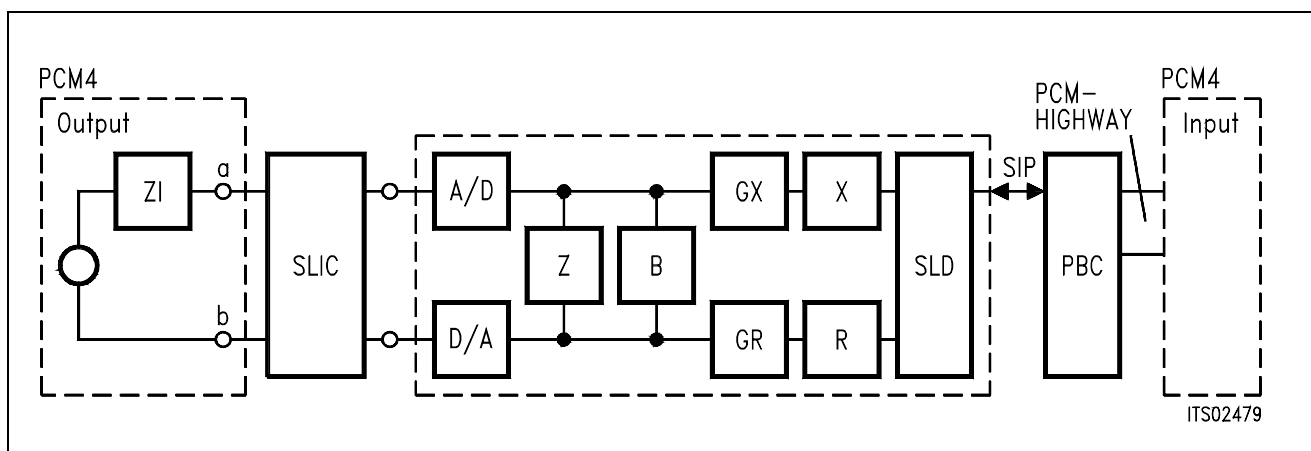 PCM4
Output
ZI
a
b
SLIC
A/D
D/A
Z
B
GX
X
GR
R
SLD
SIP
PBC
PCM-
HIGHWAY
PCM4
Input
ITS02479